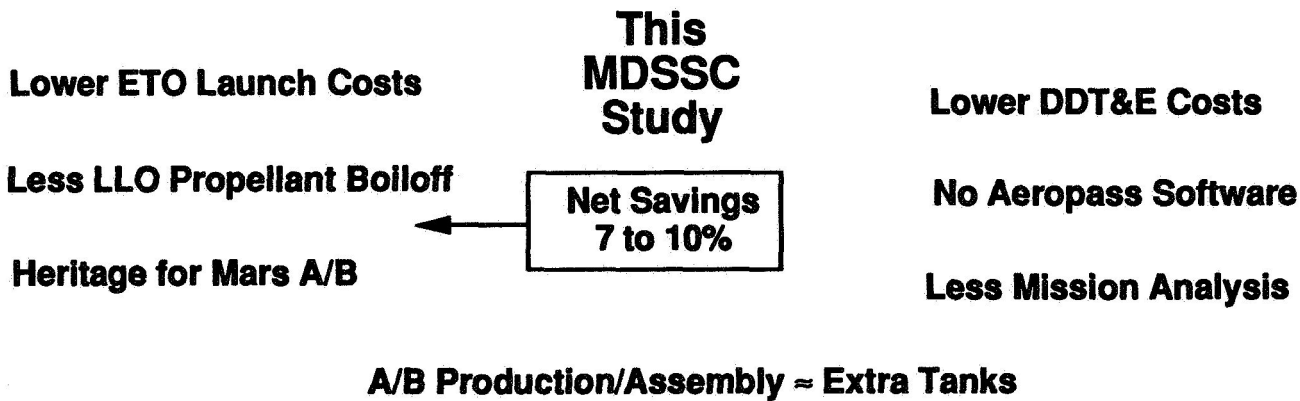 This
MDSSC
Study
Lower ETO Launch Costs
Less LLO Propellant Boiloff
Heritage for Mars A/B
Net Savings
7 to 10%
Lower DDT&E Costs
No Aeropass Software
Less Mission Analysis
A/B Production/Assembly ≈ Extra Tanks